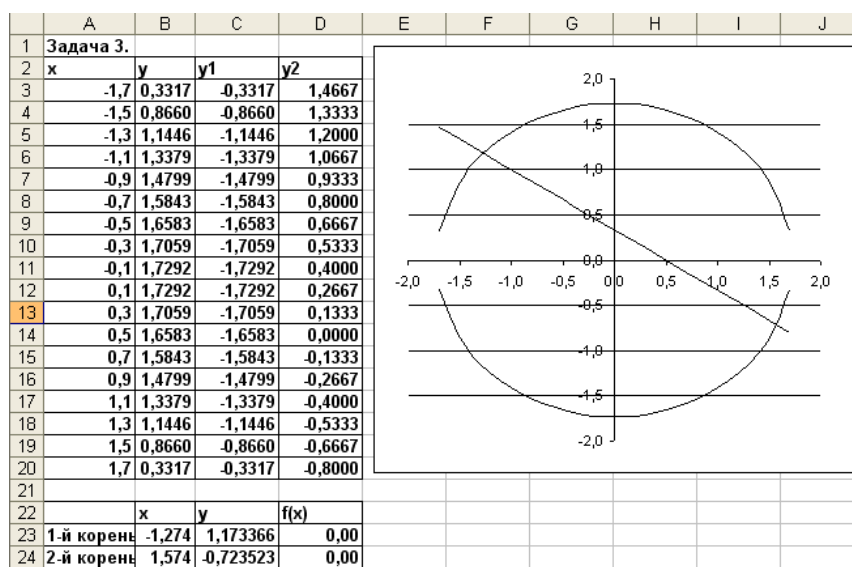 A B C D E F G H I J
1 Задача 3.
2 x y y1 y2
3 -1,7 0,3317 -0,3317 1,4667
4 -1,5 0,8660 -0,8660 1,3333
5 -1,3 1,1446 -1,1446 1,2000
6 -1,1 1,3379 -1,3379 1,0667
7 -0,9 1,4799 -1,4799 0,9333
8 -0,7 1,5843 -1,5843 0,8000
9 -0,5 1,6583 -1,6583 0,6667
10 -0,3 1,7059 -1,7059 0,5333
11 -0,1 1,7292 -1,7292 0,4000
12 0,1 1,7292 -1,7292 0,2667
13 0,3 1,7059 -1,7059 0,1333
14 0,5 1,6583 -1,6583 0,0000
15 0,7 1,5843 -1,5843 -0,1333
16 0,9 1,4799 -1,4799 -0,2667
17 1,1 1,3379 -1,3379 -0,4000
18 1,3 1,1446 -1,1446 -0,5333
19 1,5 0,8660 -0,8660 -0,6667
20 1,7 0,3317 -0,3317 -0,8000
21
22 x y f(x)
23 1-й корень -1,274 1,173366 0,00
24 2-й корень 1,574 -0,723523 0,00
2,0
1,5
1,0
0,5
0,0
-2,0 -1,5 -1,0 -0,5 0,0 0,5 1,0 1,5 2,0
-0,5
-1,0
-1,5
-2,0